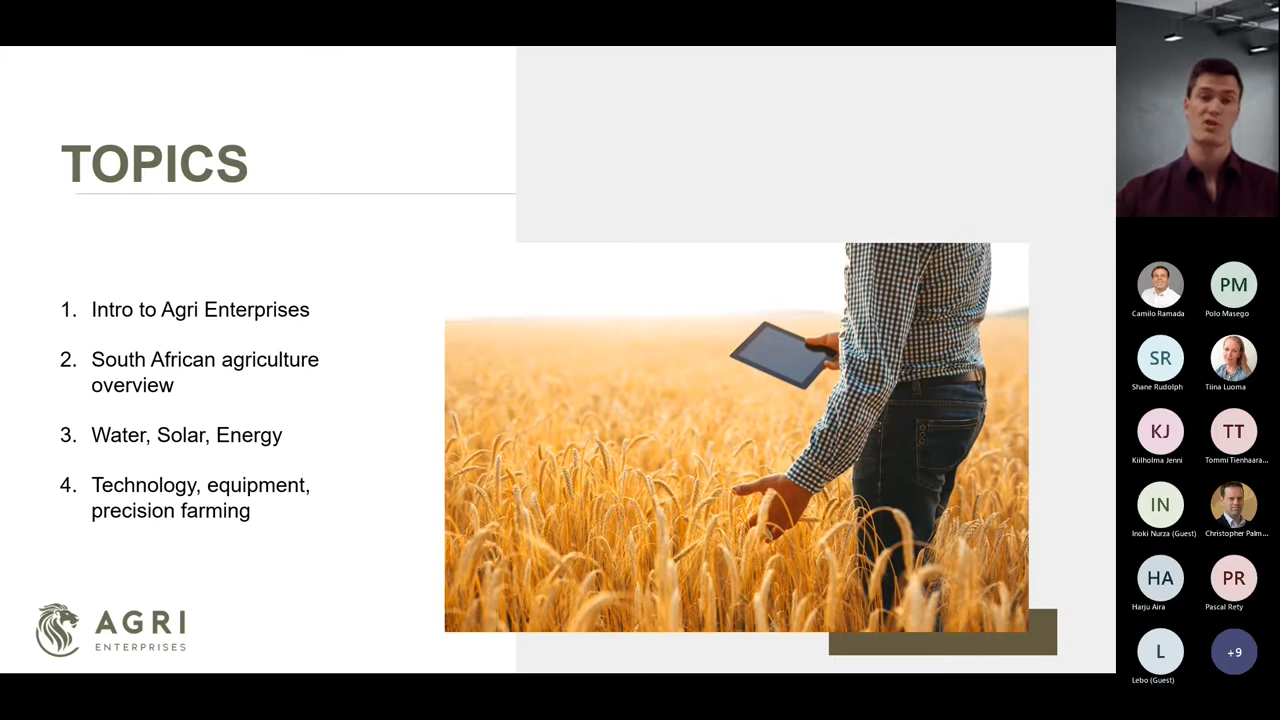 TOPICS
1. Intro to Agri Enterprises
2. South African agriculture
overview
3. Water, Solar, Energy
4. Technology, equipment,
precision farming
AGRI
ENTERPRISES
Camilo Ramada
PM
Polo Masego
SR
Shane Rudolph
Tiina Luoma
KJ
Kiilholma Jenni
TT
Tommi Tienhaara...
IN
Inoki Nurza (Guest)
Christopher Palm...
HA
Harju Aira
PR
Pascal Rety
L
Lebo (Guest)
+9